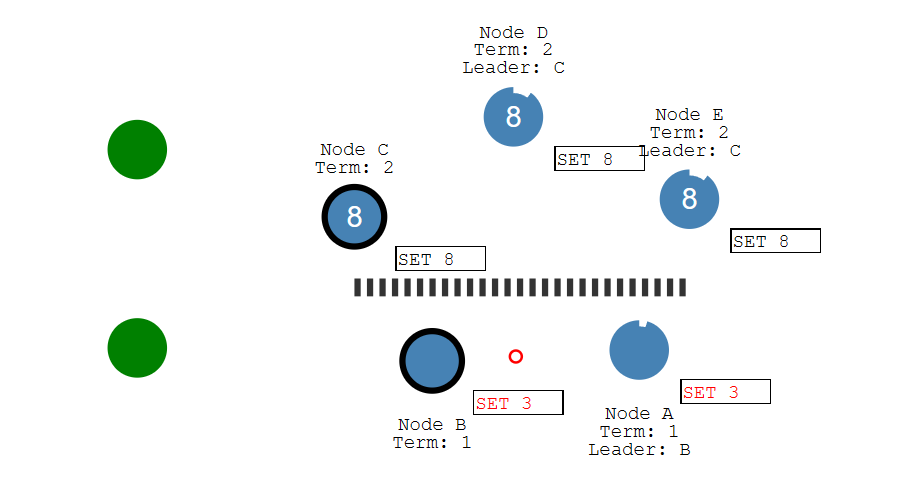 Node D
Term: 2
Leader: C
8
SET 8
Node E
Term: 2
Leader: C
8
SET 8
Node C
Term: 2
8
SET 8
SET 3
Node B
Term: 1
SET 3
Node A
Term: 1
Leader: B